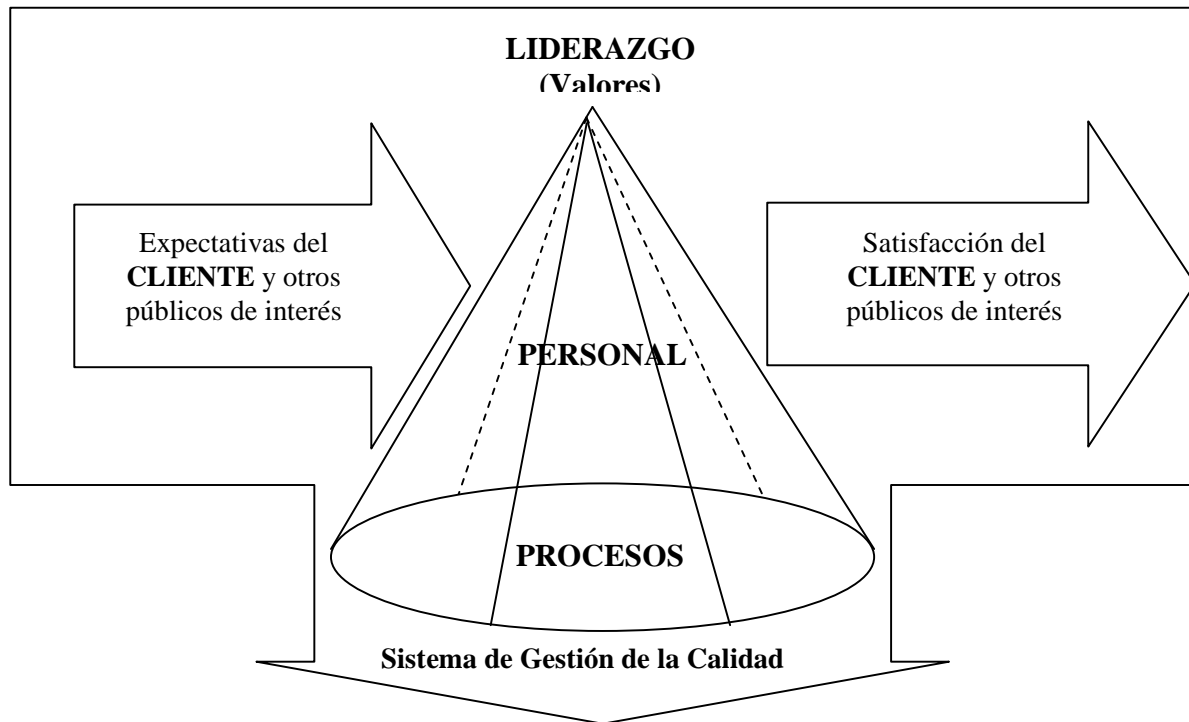 LIDERAZGO
(Valores)
Expectativas del
CLIENTE y otros
públicos de interés
Satisfacción del
CLIENTE y otros
públicos de interés
PERSONAL
PROCESOS
Sistema de Gestión de la Calidad